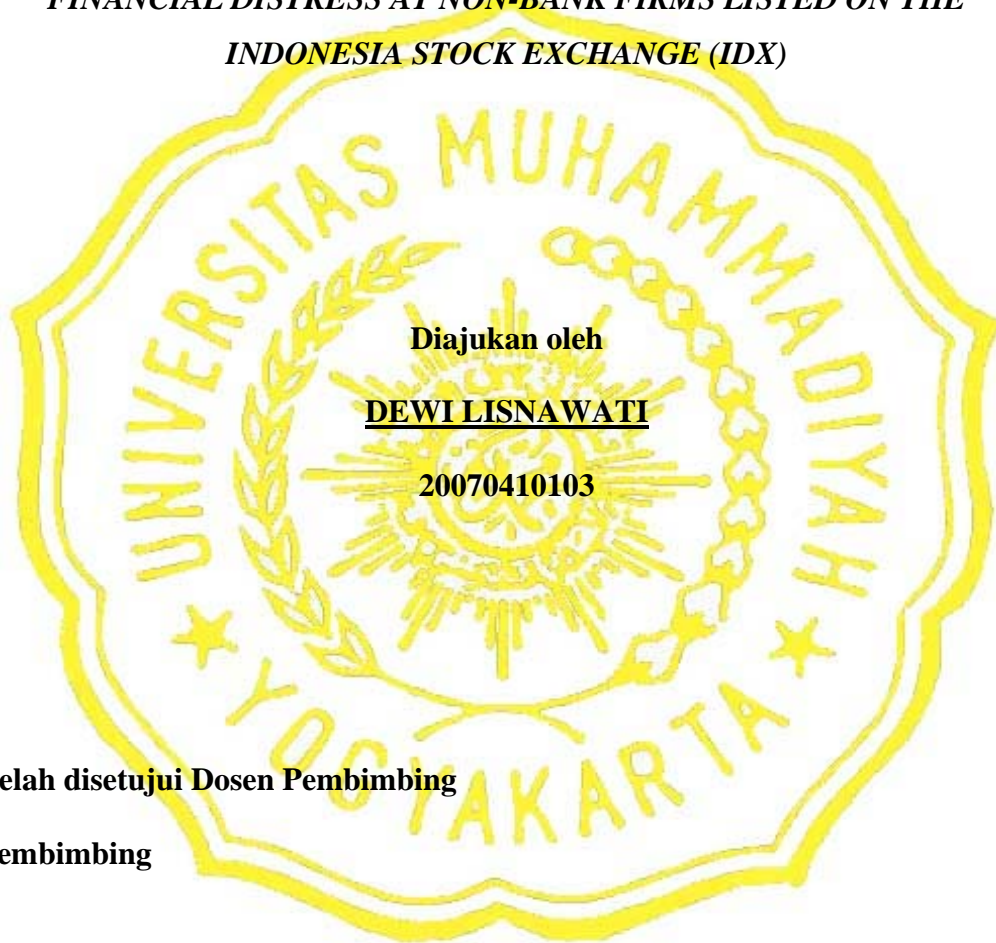 FINANCIAL DISTRESS AT NON-BANK FIRMS LISTED ON THE
INDONESIA STOCK EXCHANGE (IDX)
UNIVERSITAS MUHAMMADIYAH
Diajukan oleh
DEWI LISNAWATI
20070410103
★ YOGYAKARTA ★
elah disetujui Dosen Pembimbing
embimbing